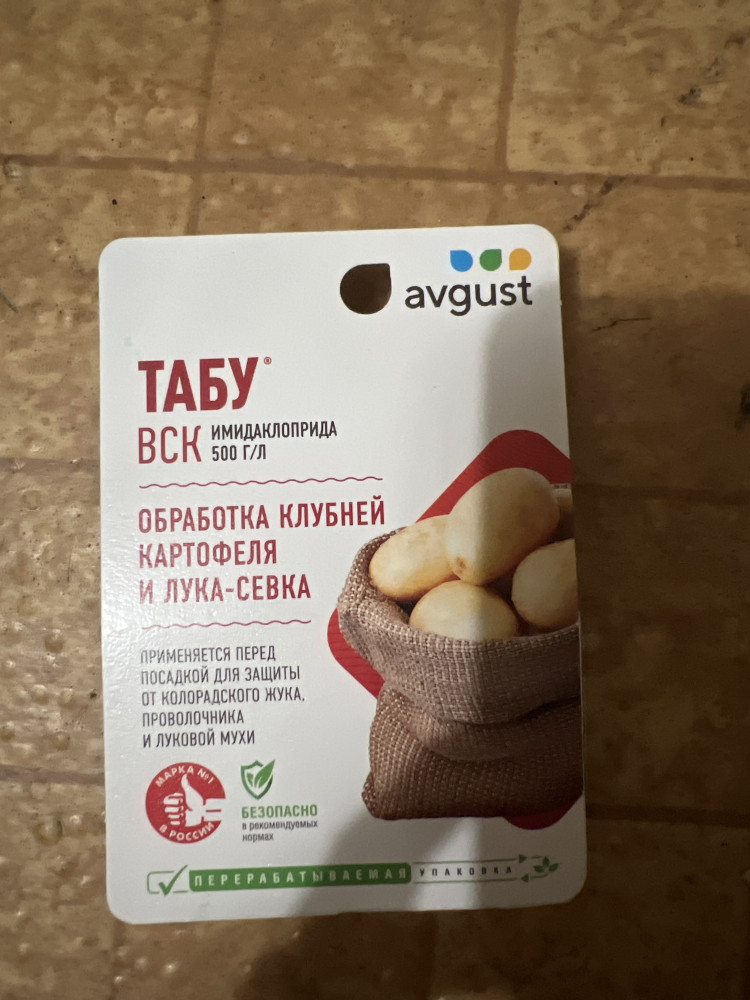 avgust
ТАБУ®
ВСК ИМИДАКЛОПРИДА
500 Г/Л
ОБРАБОТКА КЛУБНЕЙ
КАРТОФЕЛЯ
И ЛУКА-СЕВКА
ПРИМЕНЯЕТСЯ ПЕРЕД
ПОСАДКОЙ ДЛЯ ЗАЩИТЫ
ОТ КОЛОРАДСКОГО ЖУКА,
ПРОВОЛОЧНИКА
И ЛУКОВОЙ МУХИ
МАРКА №1
В РОССИИ
БЕЗОПАСНО
в рекомендуемых
нормах
ПЕРЕРАБАТЫВАЕМАЯ УПАКОВКА